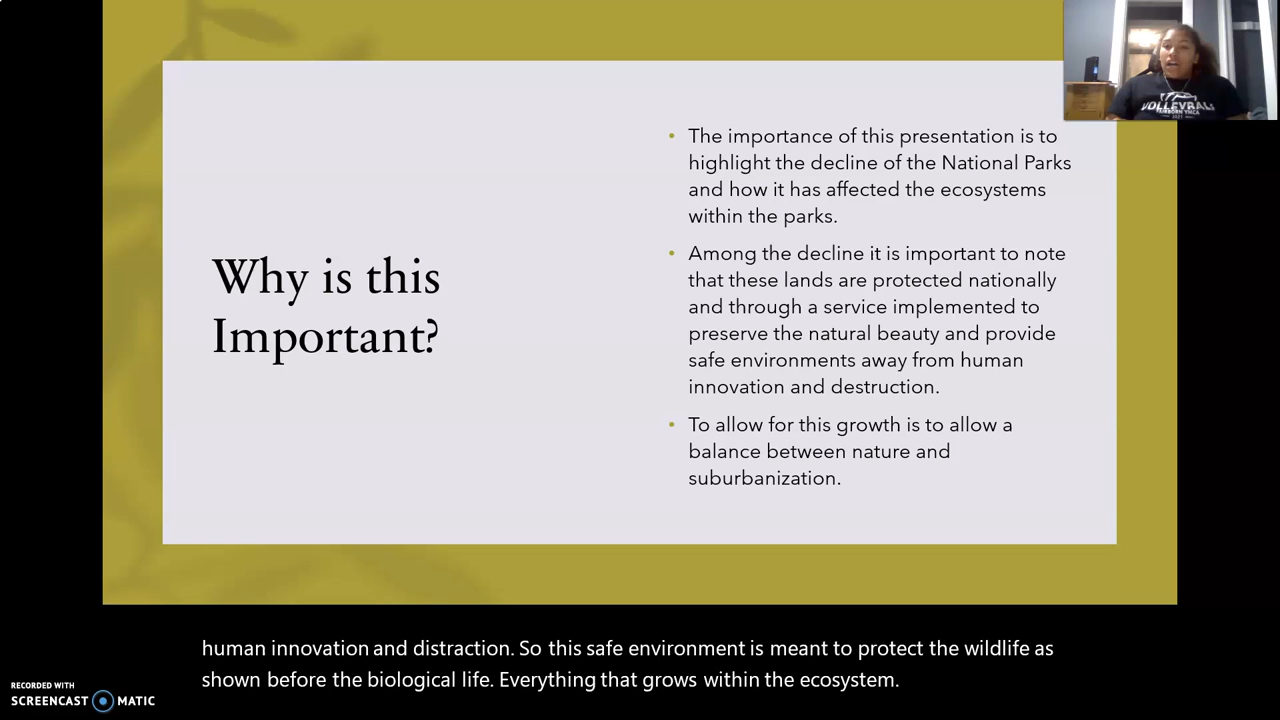 Why is this
Important?
• The importance of this presentation is to
highlight the decline of the National Parks
and how it has affected the ecosystems
within the parks.
• Among the decline it is important to note
that these lands are protected nationally
and through a service implemented to
preserve the natural beauty and provide
safe environments away from human
innovation and destruction.
• To allow for this growth is to allow a
balance between nature and
suburbanization.
VOLLEYBALL
FAIRBORN YMCA
2021
human innovation and distraction. So this safe environment is meant to protect the wildlife as
shown before the biological life. Everything that grows within the ecosystem.
RECORDED WITH
SCREENCAST MATIC